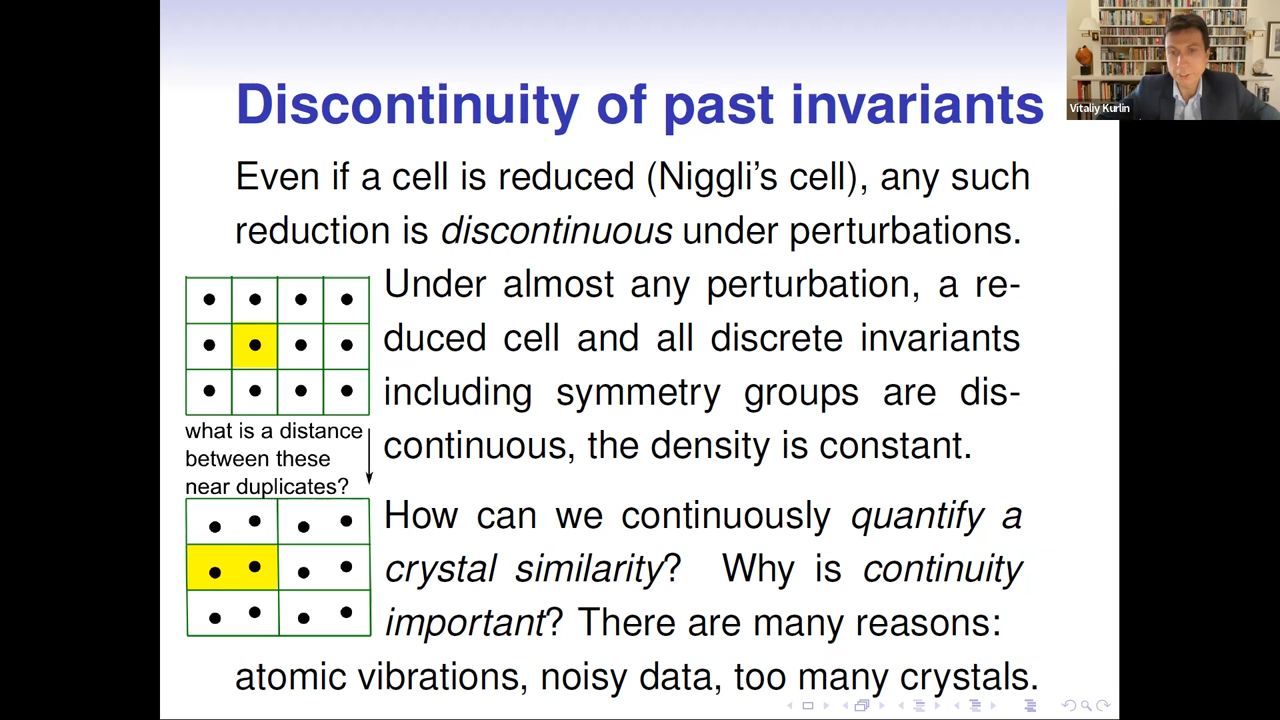 Discontinuity of past invariants
Vitaliy Kurlin
Even if a cell is reduced (Niggli's cell), any such
reduction is discontinuous under perturbations.
Under almost any perturbation, a re-
duced cell and all discrete invariants
including symmetry groups are dis-
continuous, the density is constant.
what is a distance
between these
near duplicates?
How can we continuously quantify a
crystal similarity? Why is continuity
important? There are many reasons:
atomic vibrations, noisy data, too many crystals.